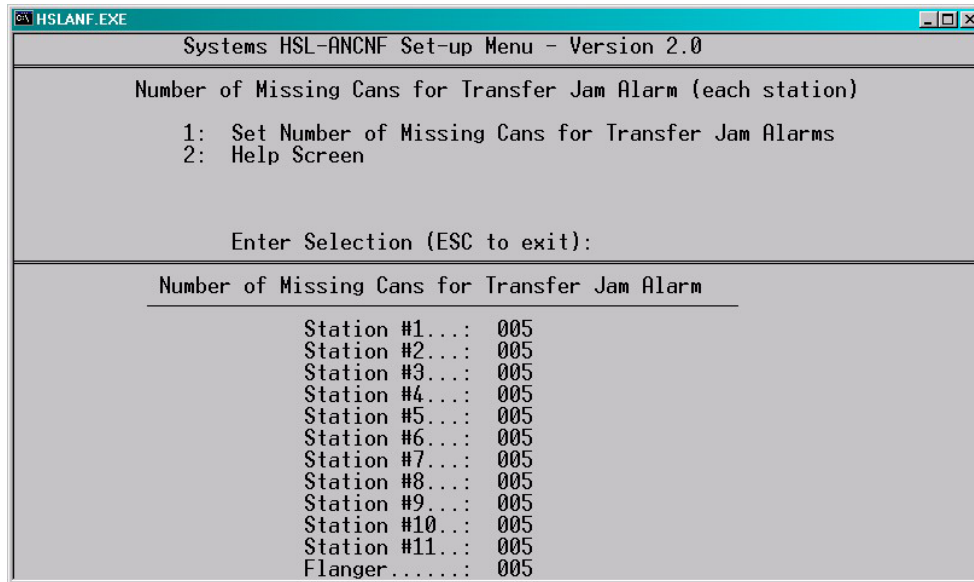 HSLANF.EXE
Systems HSL-ANCNF Set-up Menu - Version 2.0
Number of Missing Cans for Transfer Jam Alarm (each station)
1: Set Number of Missing Cans for Transfer Jam Alarms
2: Help Screen
Enter Selection (ESC to exit):
Number of Missing Cans for Transfer Jam Alarm
Station #1...: 005
Station #2...: 005
Station #3...: 005
Station #4...: 005
Station #5...: 005
Station #6...: 005
Station #7...: 005
Station #8...: 005
Station #9...: 005
Station #10..: 005
Station #11..: 005
Flanger......: 005